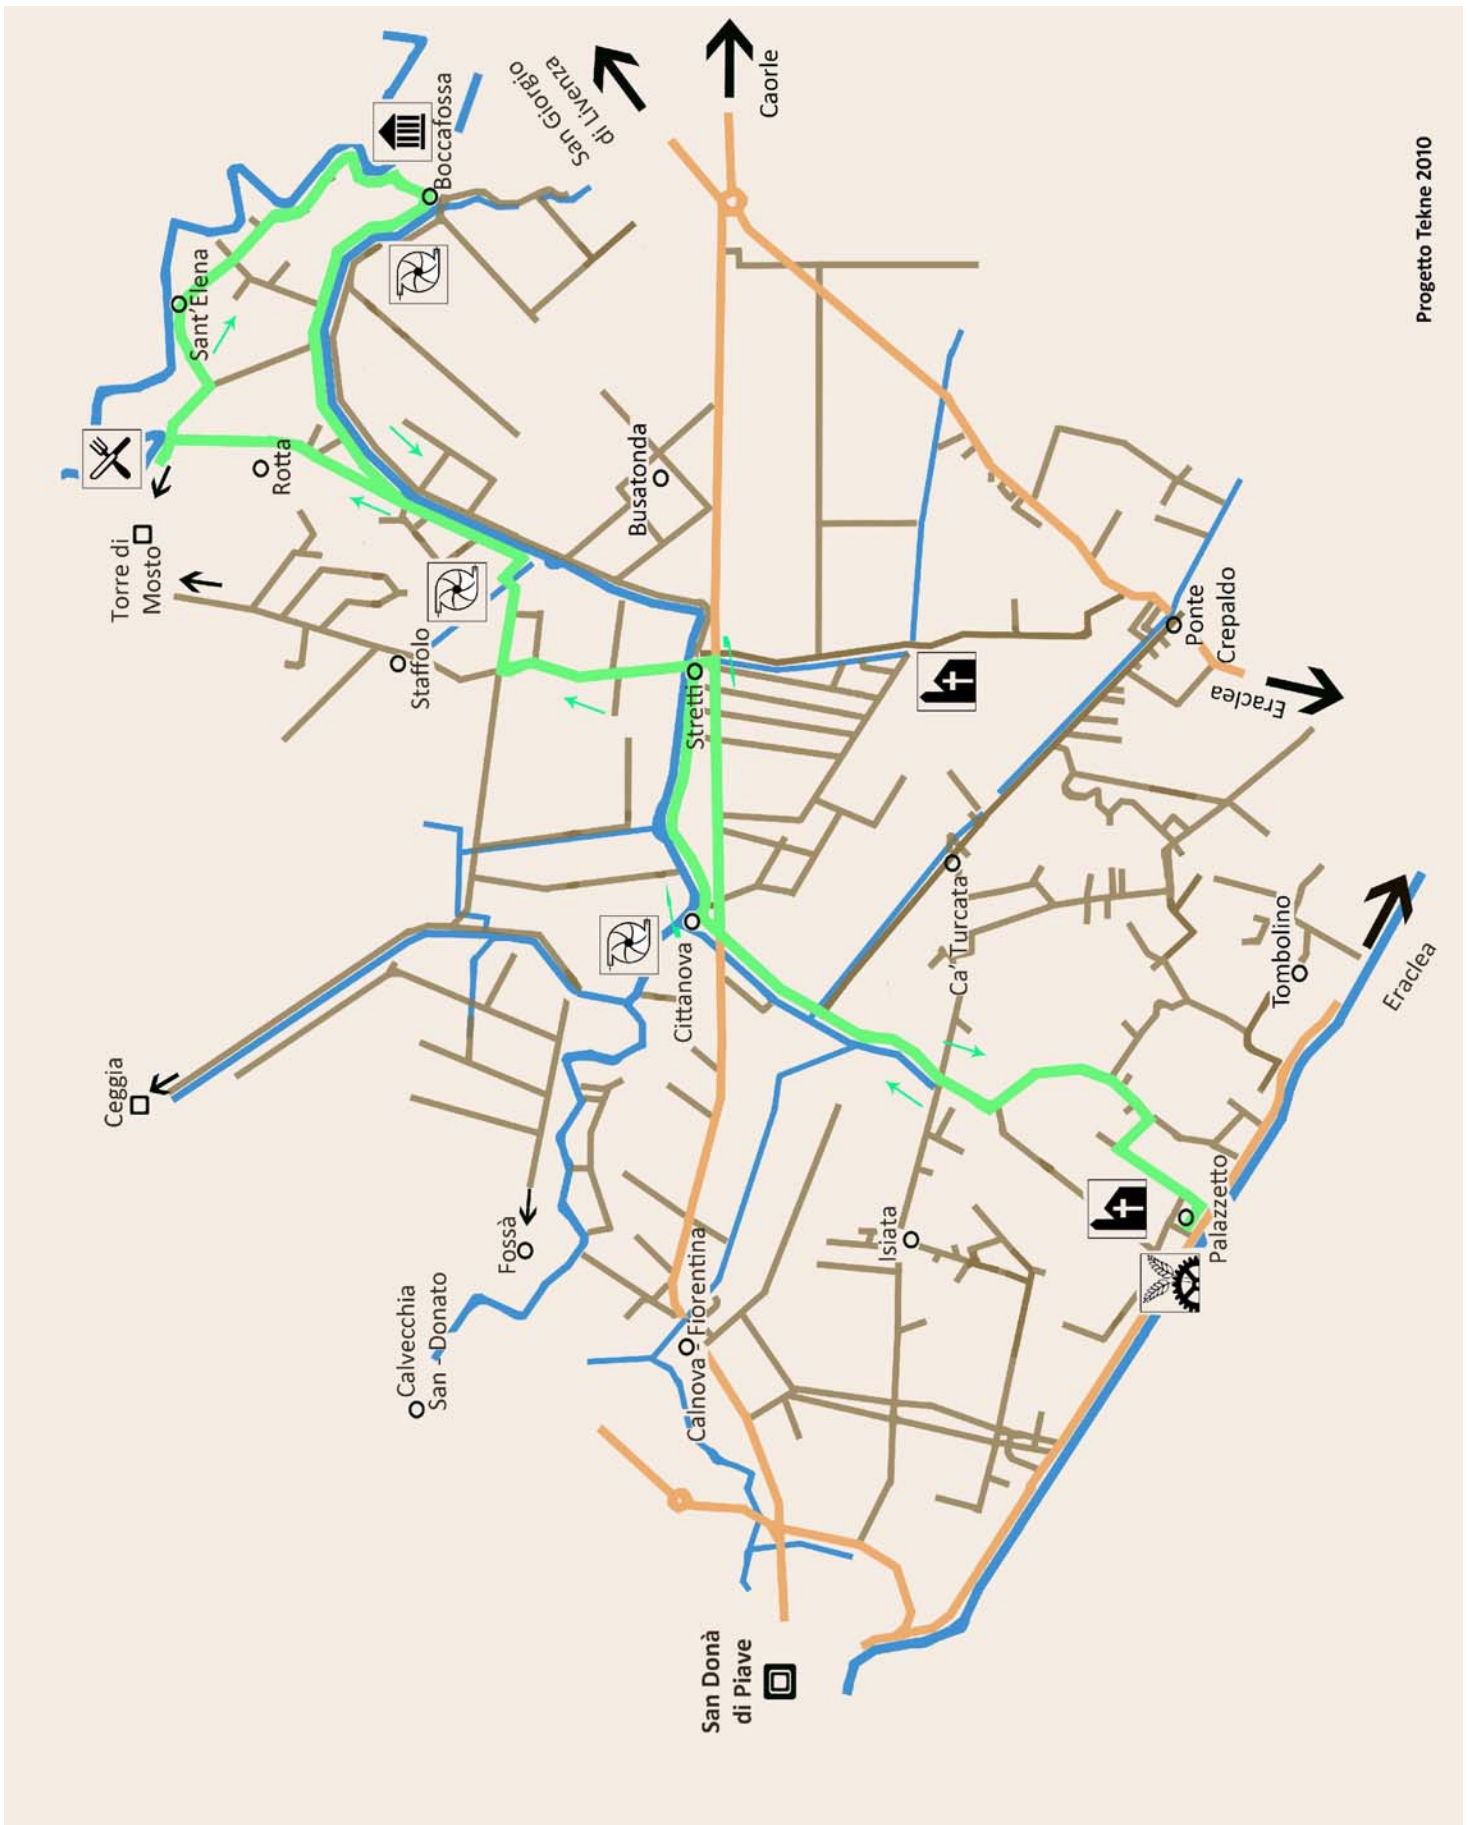 Ceggia
Torre di
Mosto
Sant'Elena
Rotta
Calvecchia
San - Donato
Staffolo
Boccafossa
Fossà
San Giorgio
di Livenza
Busatonda
Cittanova
Calnova - Fiorentina
Stretti
San Donà
di Piave
Caorle
Isiata
Ca' Turcata
Ponte
Crepaldo
Palazzetto
Eraclea
Tombolino
Eraclea
Progetto Tekne 2010